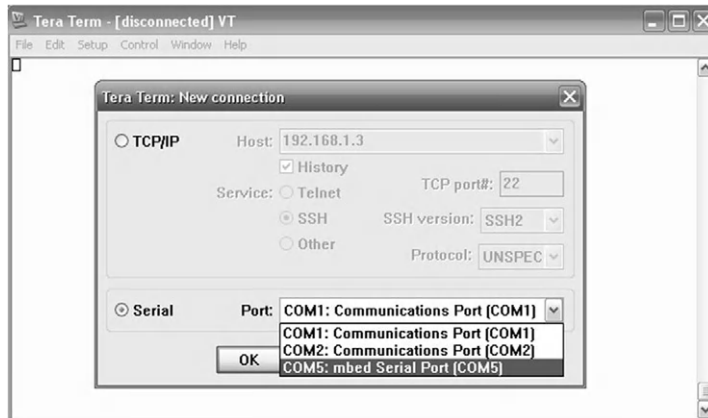 Tera Term - [disconnected] VT
File Edit Setup Control Window Help
Tera Term: New connection
TCP/IP Host: 192.168.1.3
History
Service: Telnet TCP port#: 22
SSH SSH version: SSH2
Other Protocol: UNSPEC
Serial Port: COM1: Communications Port (COM1)
COM1: Communications Port (COM1)
COM2: Communications Port (COM2)
OK COM5: mbed Serial Port (COM5)